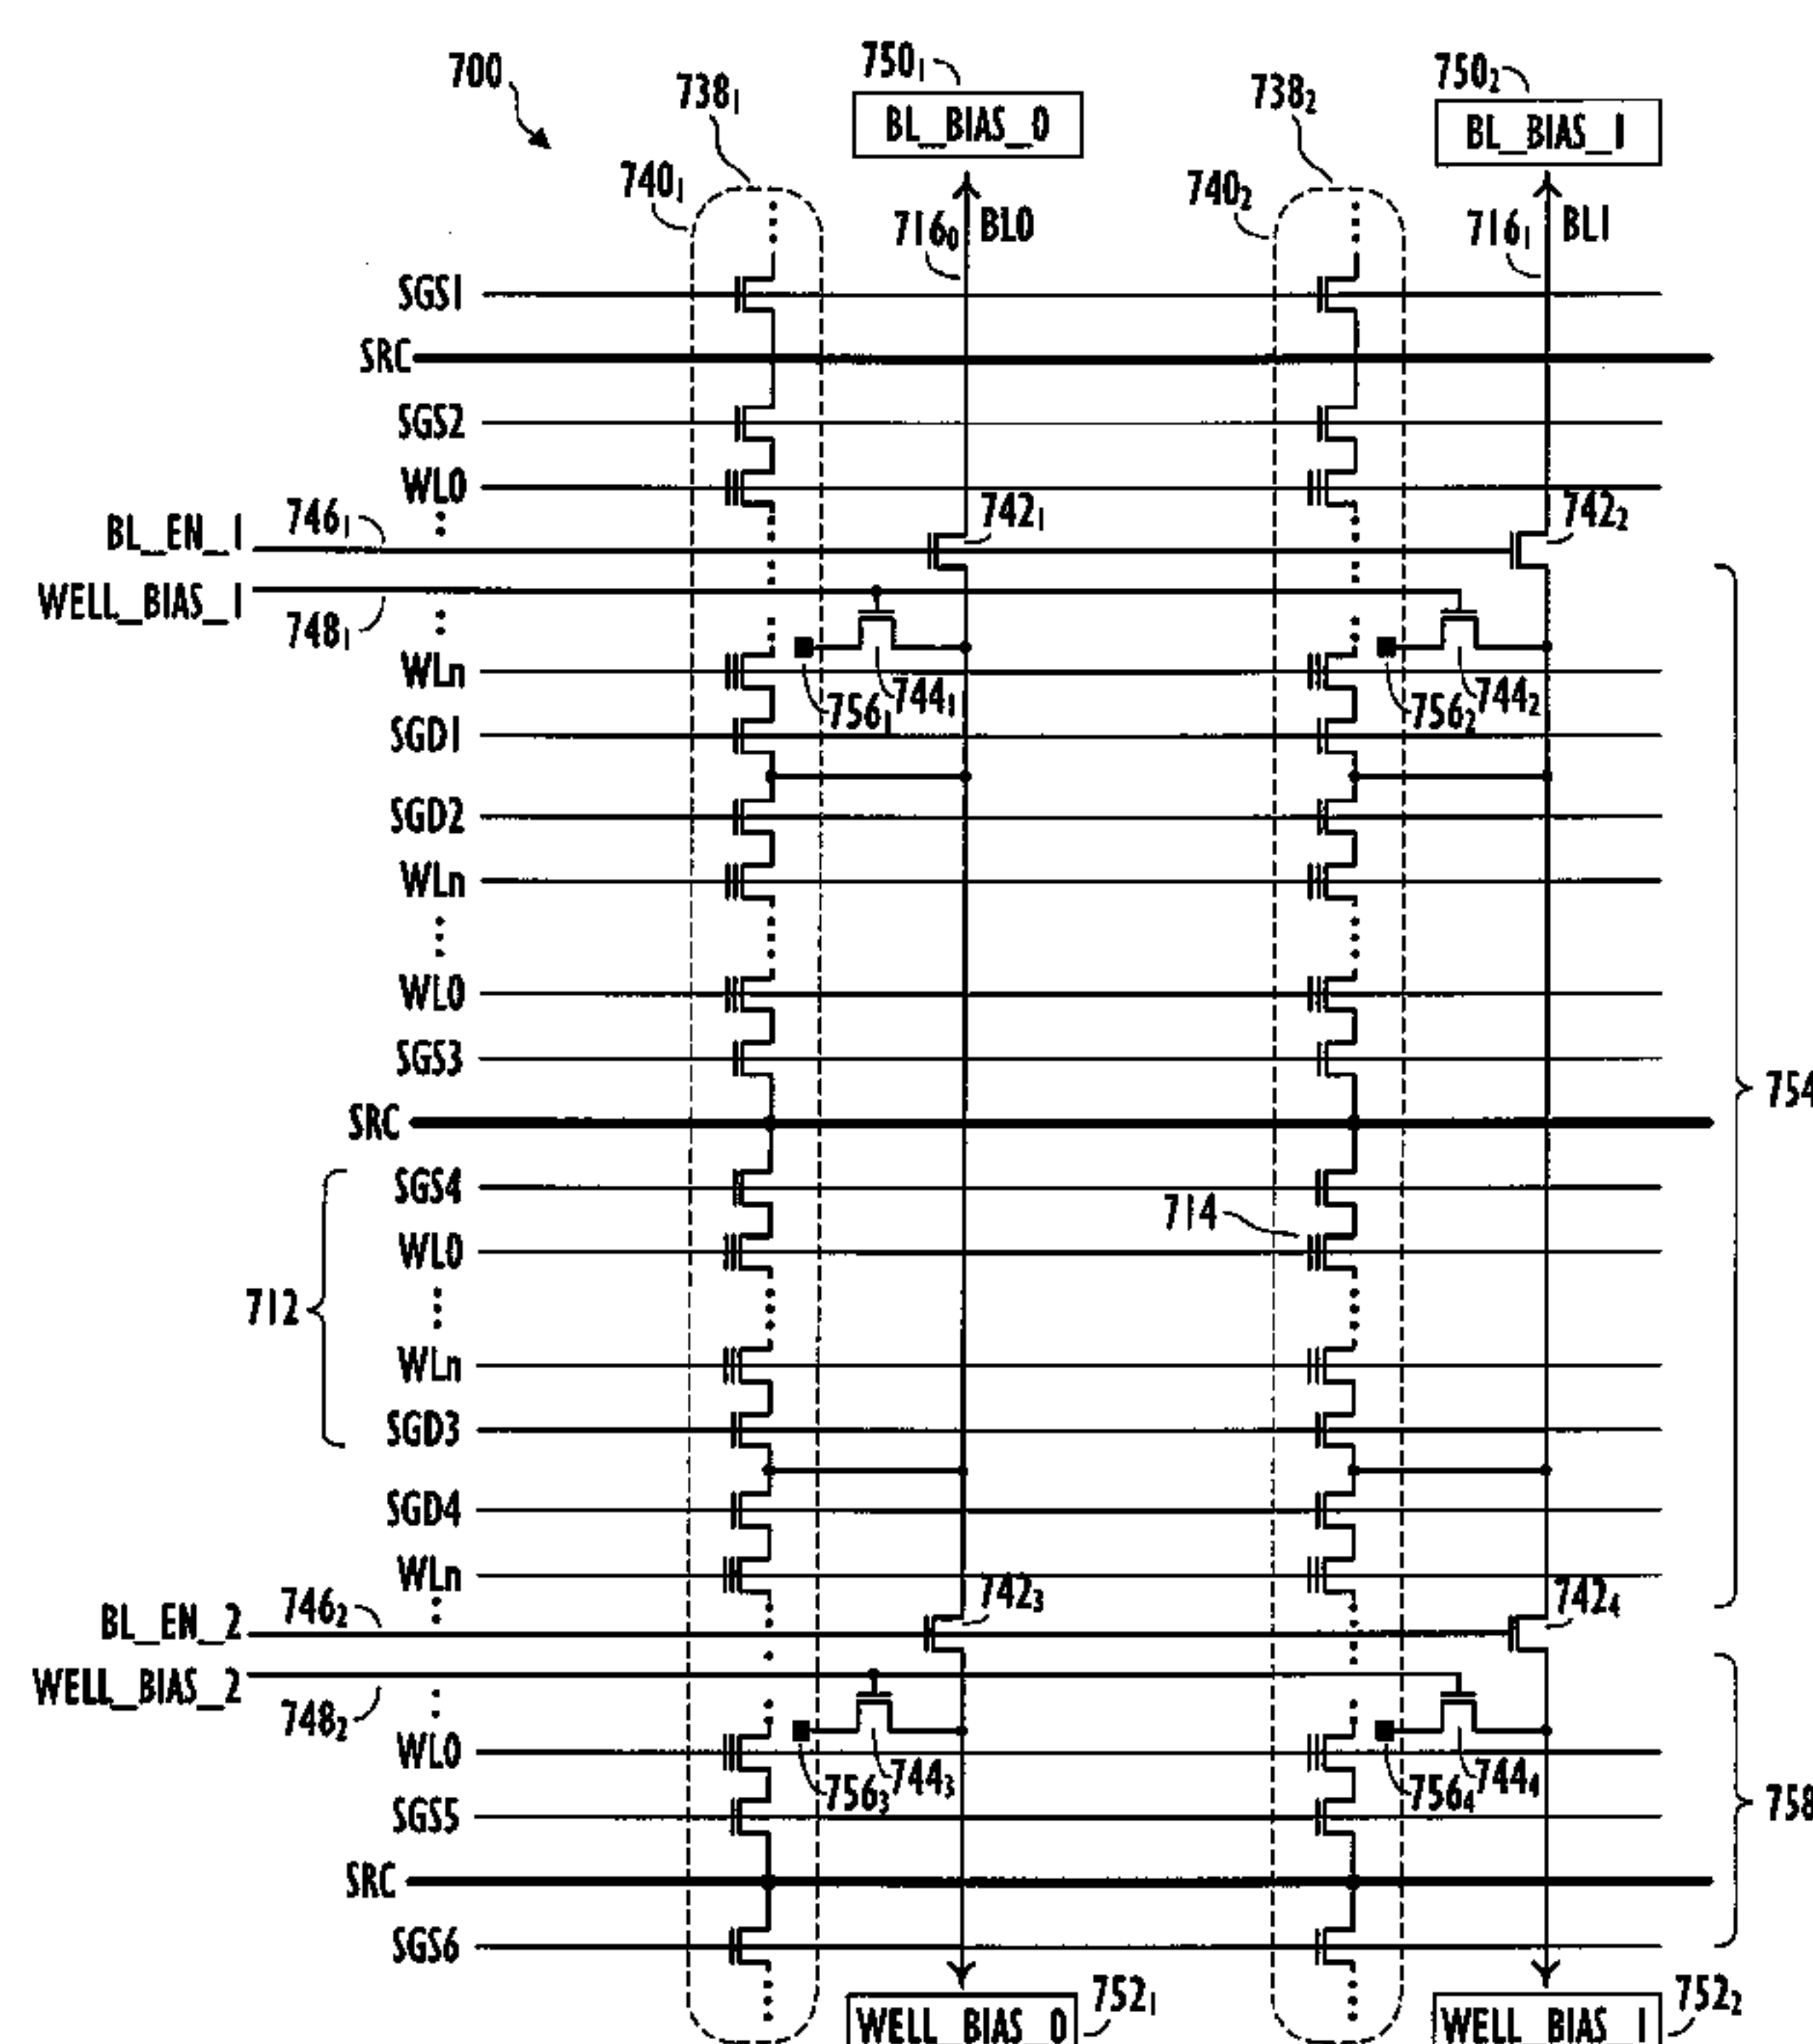 700
738₁
750₁
BL_BIAS_0
738₂
750₂
BL_BIAS_1
740₁
716₀
BL0
740₂
716₁
BL1
SGS1
SRC
SGS2
WL0
BL_EN_1
746₁
742₁
742₂
WELL_BIAS_1
748₁
WLn
756₁
744₁
756₂
744₂
SGD1
SGD2
WLn
WL0
SGS3
754
SRC
SGS4
714
WL0
712
WLn
SGD3
SGD4
WLn
BL_EN_2
746₂
742₃
742₄
WELL_BIAS_2
748₂
WL0
756₃
744₃
756₄
744₄
758
SGS5
SRC
SGS6
WELL_BIAS_0
752₁
WELL_BIAS_1
752₂